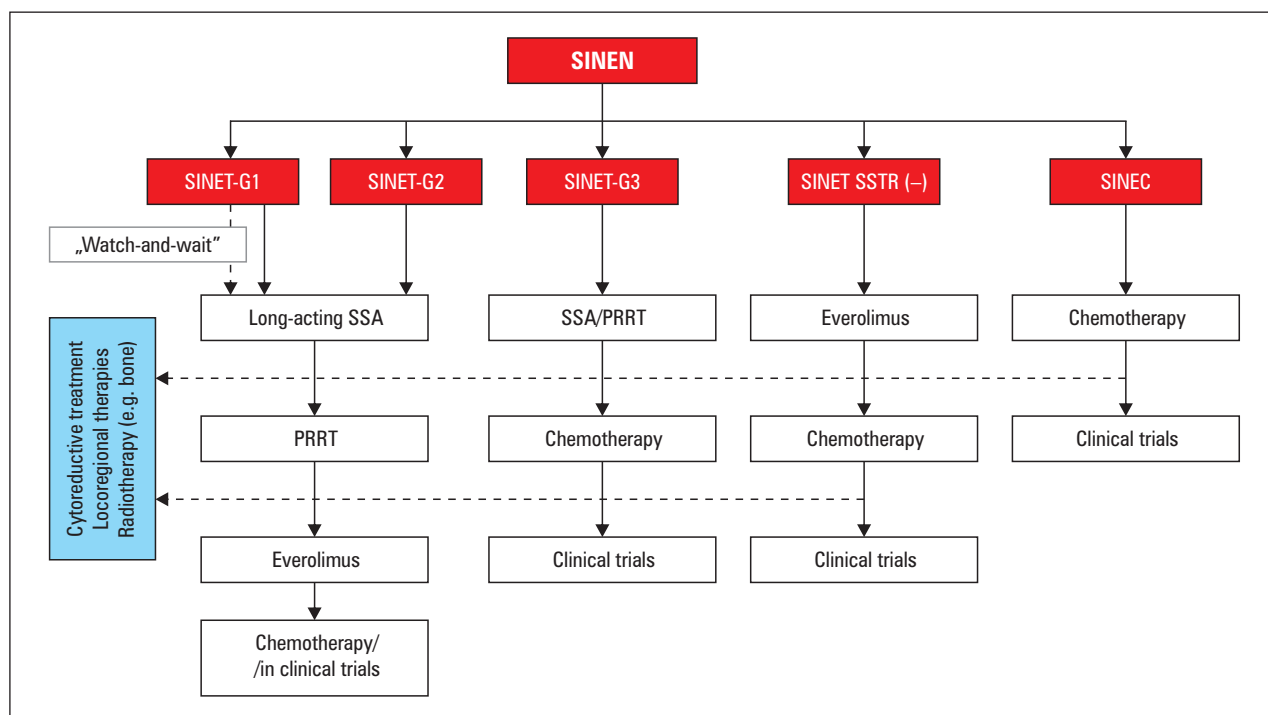 SINEN
SINET-G1
SINET-G2
SINET-G3
SINET SSTR (–)
SINEC
„Watch-and-wait”
Long-acting SSA
SSA/PRRT
Everolimus
Chemotherapy
Cytoreductive treatment
Locoregional therapies
Radiotherapy (e.g. bone)
PRRT
Chemotherapy
Chemotherapy
Clinical trials
Everolimus
Clinical trials
Clinical trials
Chemotherapy/
/in clinical trials